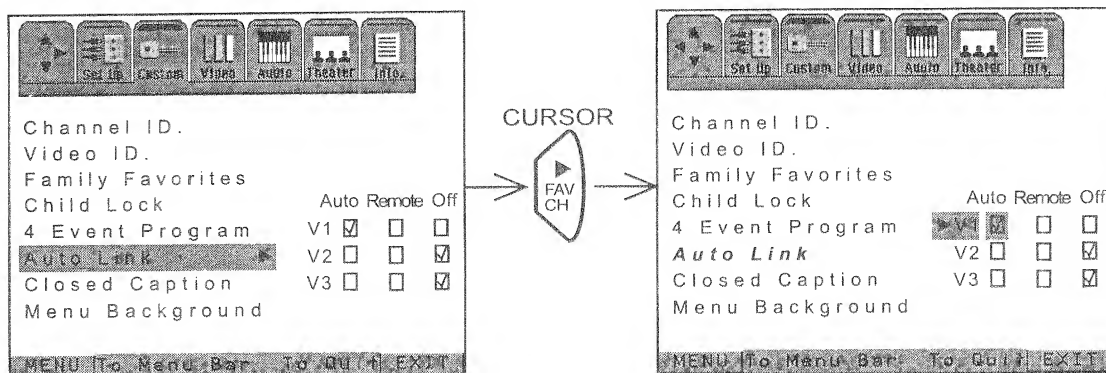 Set Up Custom Video Audio Theater Info.
Channel ID.
Video ID.
Family Favorites
Child Lock
4 Event Program
Auto Link
Closed Caption
Menu Background
Auto Remote Off
V1
V2
V3
MENU To Menu Bar To Quit EXIT
CURSOR
FAV
CH
Set Up Custom Video Audio Theater Info.
Channel ID.
Video ID.
Family Favorites
Child Lock
4 Event Program
Auto Link
Closed Caption
Menu Background
Auto Remote Off
V1
V2
V3
MENU To Menu Bar To Quit EXIT